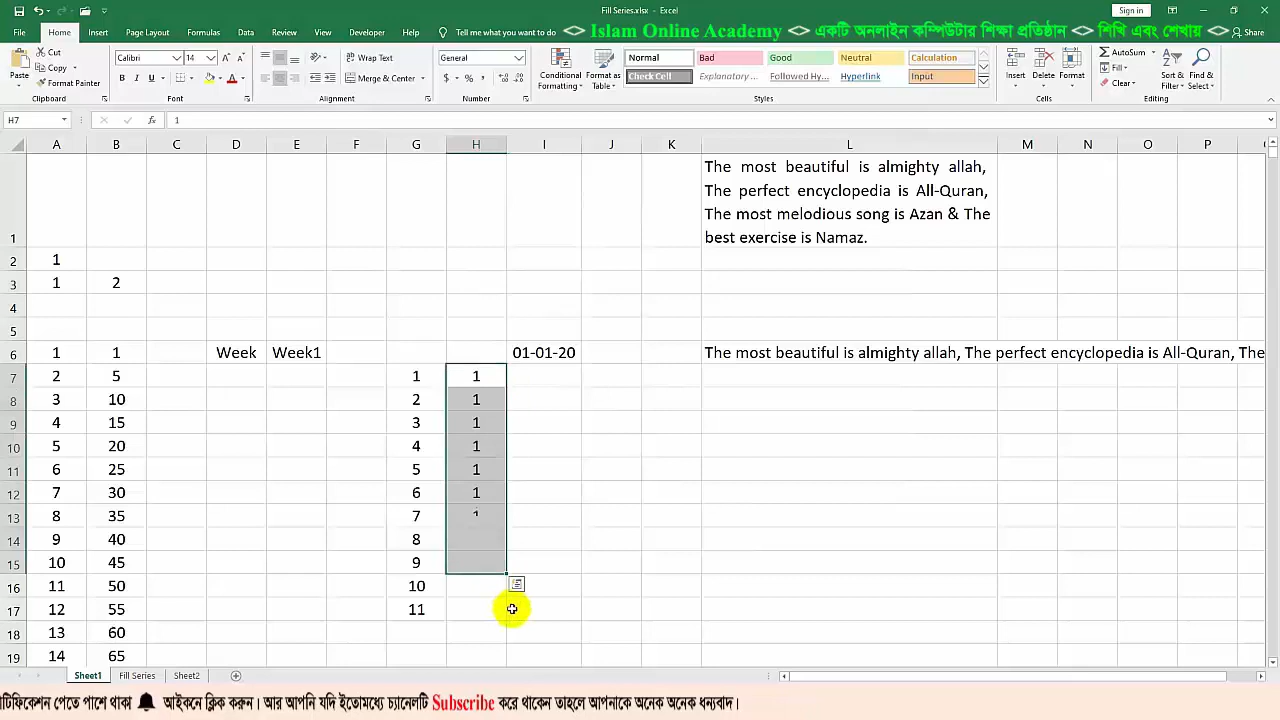 Fill Series.xlsx - Excel
Sign in
File Home Insert Page Layout Formulas Data Review View Developer Help Tell me what you want to do
<> Islam Online Academy <> একটি অনলাইন কম্পিউটার শিক্ষা প্রতিষ্ঠান <> শিখি এবং শেখায় <>
Share
Cut
Copy
Format Painter
Paste
Clipboard
Calibri 14
B I U
Font
Wrap Text
Merge & Center
Alignment
General
Number
Conditional Formatting
Format as Table
Normal Bad Good Neutral Calculation
Check Cell Explanatory ... Followed Hy... Hyperlink Input
Styles
Insert Delete Format
Cells
AutoSum
Fill
Clear
Sort & Filter
Find & Select
Editing
H7 fx 1
A B C D E F G H I J K L M N O P
The most beautiful is almighty allah,
The perfect encyclopedia is All-Quran,
The most melodious song is Azan & The
1 best exercise is Namaz.
2 1
3 1 2
4
5
6 1 1 Week Week1 01-01-20 The most beautiful is almighty allah, The perfect encyclopedia is All-Quran, The
7 2 5 1 1
8 3 10 2 1
9 4 15 3 1
10 5 20 4 1
11 6 25 5 1
12 7 30 6 1
13 8 35 7 1
14 9 40 8
15 10 45 9
16 11 50 10
17 12 55 11
18 13 60
19 14 65
Sheet1 Fill Series Sheet2
টিফিকেশন পেতে পাশে থাকা আইকনে ক্লিক করুন। আর আপনি যদি ইতোমধ্যে চ্যানেলটি Subscribe করে থাকেন তাহলে আপনাকে অনেক অনেক ধন্যবাদ।